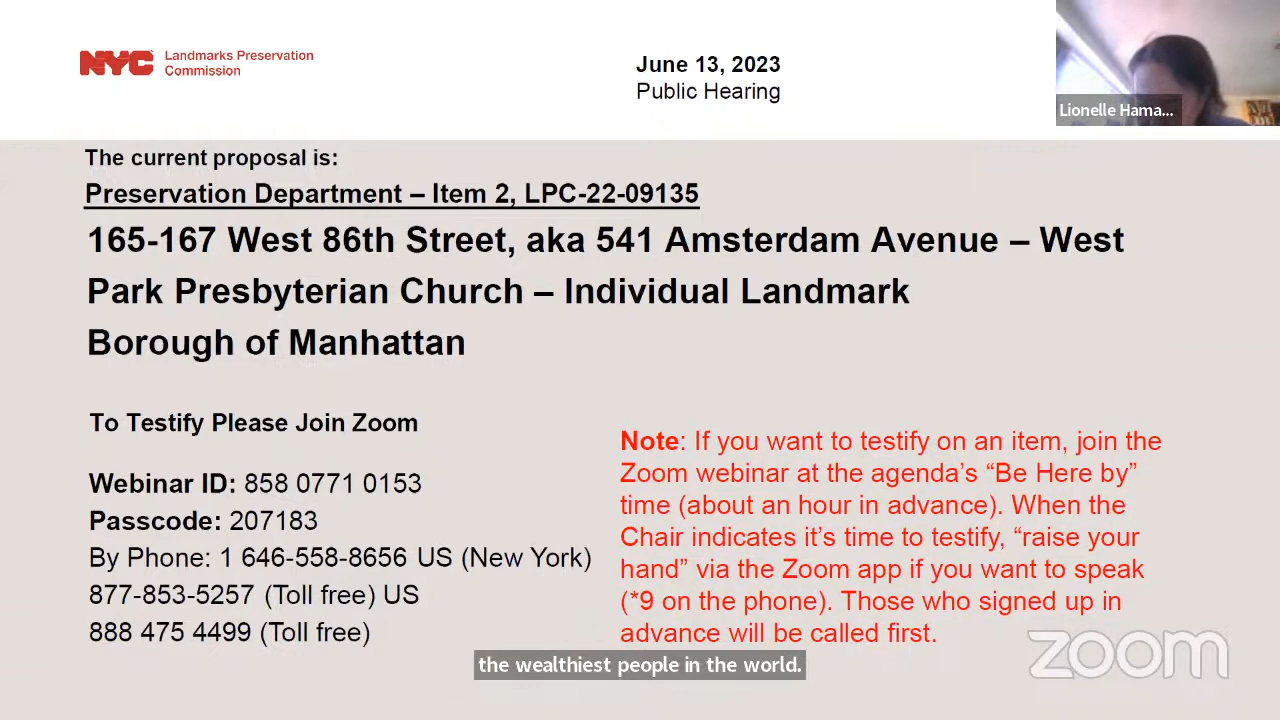 NYC Landmarks Preservation
Commission
June 13, 2023
Public Hearing
Lionelle Hama...
The current proposal is:
Preservation Department – Item 2, LPC-22-09135
165-167 West 86th Street, aka 541 Amsterdam Avenue – West
Park Presbyterian Church – Individual Landmark
Borough of Manhattan
To Testify Please Join Zoom
Webinar ID: 858 0771 0153
Passcode: 207183
By Phone: 1 646-558-8656 US (New York)
877-853-5257 (Toll free) US
888 475 4499 (Toll free)
Note: If you want to testify on an item, join the
Zoom webinar at the agenda’s “Be Here by”
time (about an hour in advance). When the
Chair indicates it’s time to testify, “raise your
hand” via the Zoom app if you want to speak
(*9 on the phone). Those who signed up in
advance will be called first.
the wealthiest people in the world.
zoom